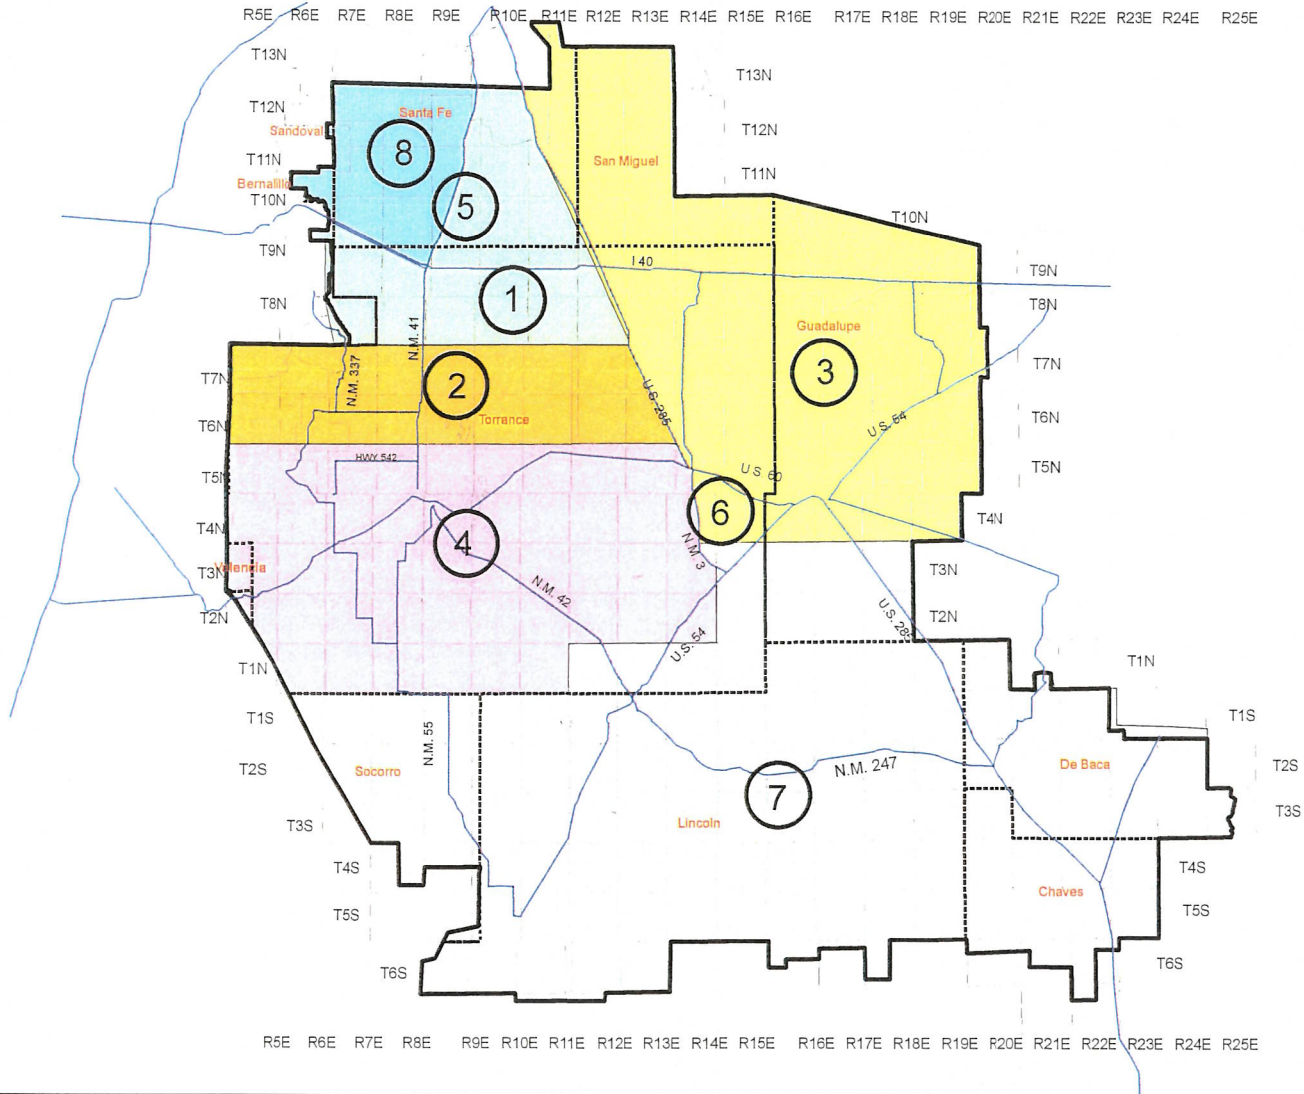 R5E R6E R7E R8E R9E R10E R11E R12E R13E R14E R15E R16E R17E R18E R19E R20E R21E R22E R23E R24E R25E
T13N
T13N
T12N
Santa Fe
Sandoval
T12N
8
T11N
San Miguel
T11N
Bernalillo
T10N
5
T10N
T9N
I 40
T9N
T8N
1
T8N
N.M. 41
Guadalupe
T7N
N.M. 337
2
3
T7N
U.S. 285
Torrance
T6N
U.S. 54
T6N
HWY 542
T5N
U.S. 60
T5N
6
T4N
T4N
4
N.M. 3
Valencia
T3N
T3N
N.M. 42
T2N
U.S. 54
U.S. 28
T2N
T1N
T1N
T1S
T1S
N.M. 55
T2S
Socorro
N.M. 247
De Baca
T2S
7
T3S
Lincoln
T3S
T4S
T4S
Chaves
T5S
T5S
T6S
T6S
R5E R6E R7E R8E R9E R10E R11E R12E R13E R14E R15E R16E R17E R18E R19E R20E R21E R22E R23E R24E R25E